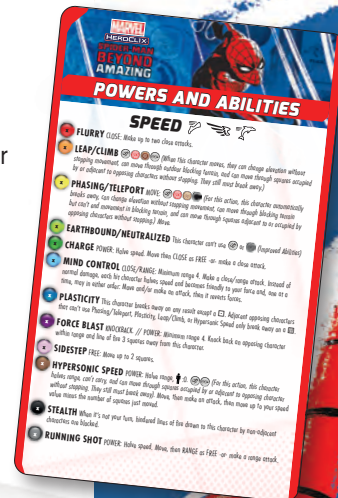 MARVEL
HEROCLIX
SPIDER-MAN
BEYOND
AMAZING
POWERS AND ABILITIES
r
SPEED
FLURRY CLOSE: Make up to two close attacks.
LEAP/CLIMB (When this character moves, they can change elevation without
stopping movement, can move through outdoor blocking terrain, and can move through squares occupied
by or adjacent to opposing characters without stopping. They still must break away.)
PHASING/TELEPORT MOVE: (For this action, this character automatically
breaks away, can change elevation without stopping movement, can move through blocking terrain
but can't end movement in blocking terrain, and can move through squares adjacent to or occupied by
opposing characters without stopping.) Move.
EARTHBOUND/NEUTRALIZED This character can't use or (Improved Abilities)
CHARGE POWER: Halve speed. Move then CLOSE as FREE -or- make a close attack.
MIND CONTROL CLOSE/RANGE: Minimum range 4. Make a close/range attack. Instead of
normal damage, each hit character halves speed and becomes friendly to your force and, one at a
time, may in either order: Move and/or make an attack, then it reverts forces.
PLASTICITY This character breaks away on any result except a . Adjacent opposing characters
that can't use Phasing/Teleport, Plasticity, Leap/Climb, or Hypersonic Speed only break away on a .
FORCE BLAST KNOCKBACK // POWER: Minimum range 4. Knock back an opposing character
within range and line of fire 3 squares away from this character.
SIDESTEP FREE: Move up to 2 squares.
HYPERSONIC SPEED POWER: Halve range, :0. (For this action, this character
halves range, can't carry, and can move through squares occupied by or adjacent to opposing characters
without stopping. They still must break away.) Move, then make an attack, then move up to your speed
value minus the number of squares just moved.
STEALTH When it's not your turn, hindered lines of fire drawn to this character by non-adjacent
characters are blocked.
RUNNING SHOT POWER: Halve speed. Move, then RANGE as FREE -or- make a range attack.